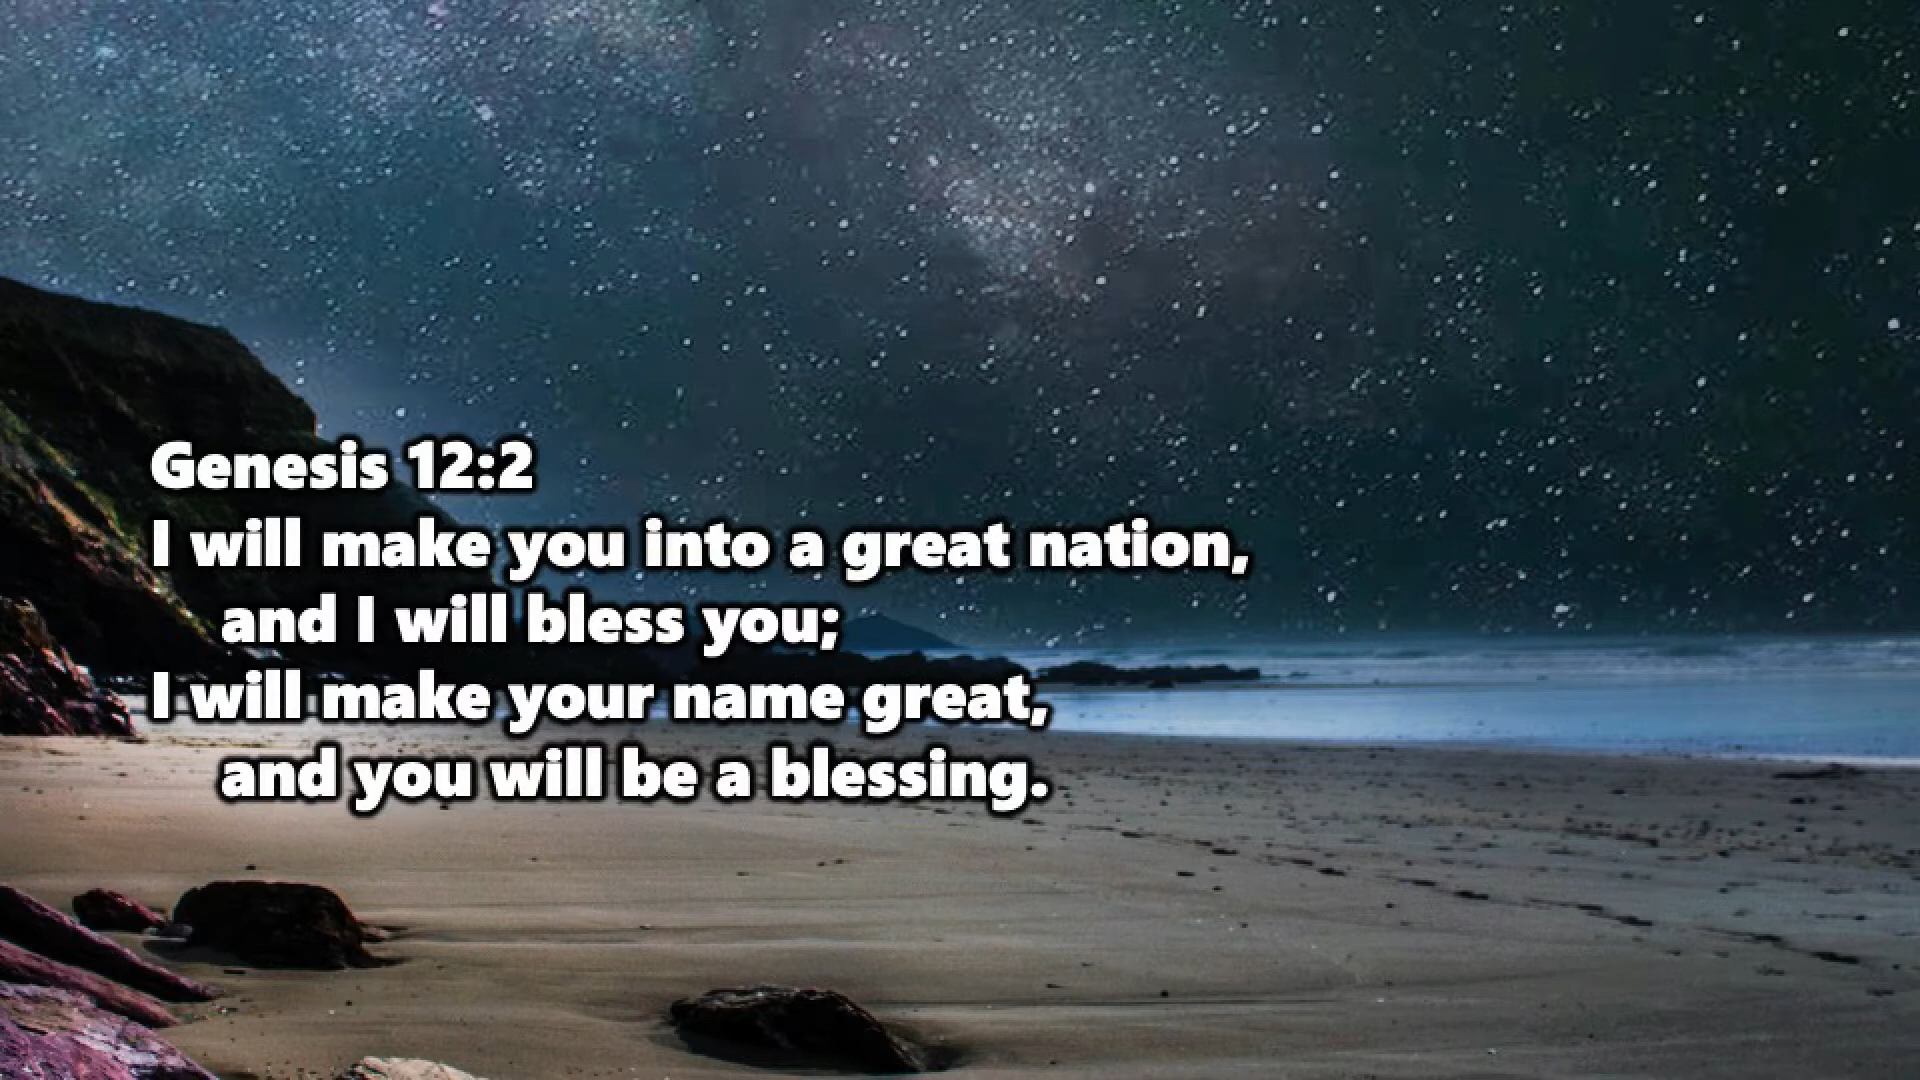 Genesis 12:2
I will make you into a great nation,
and I will bless you;
I will make your name great,
and you will be a blessing.